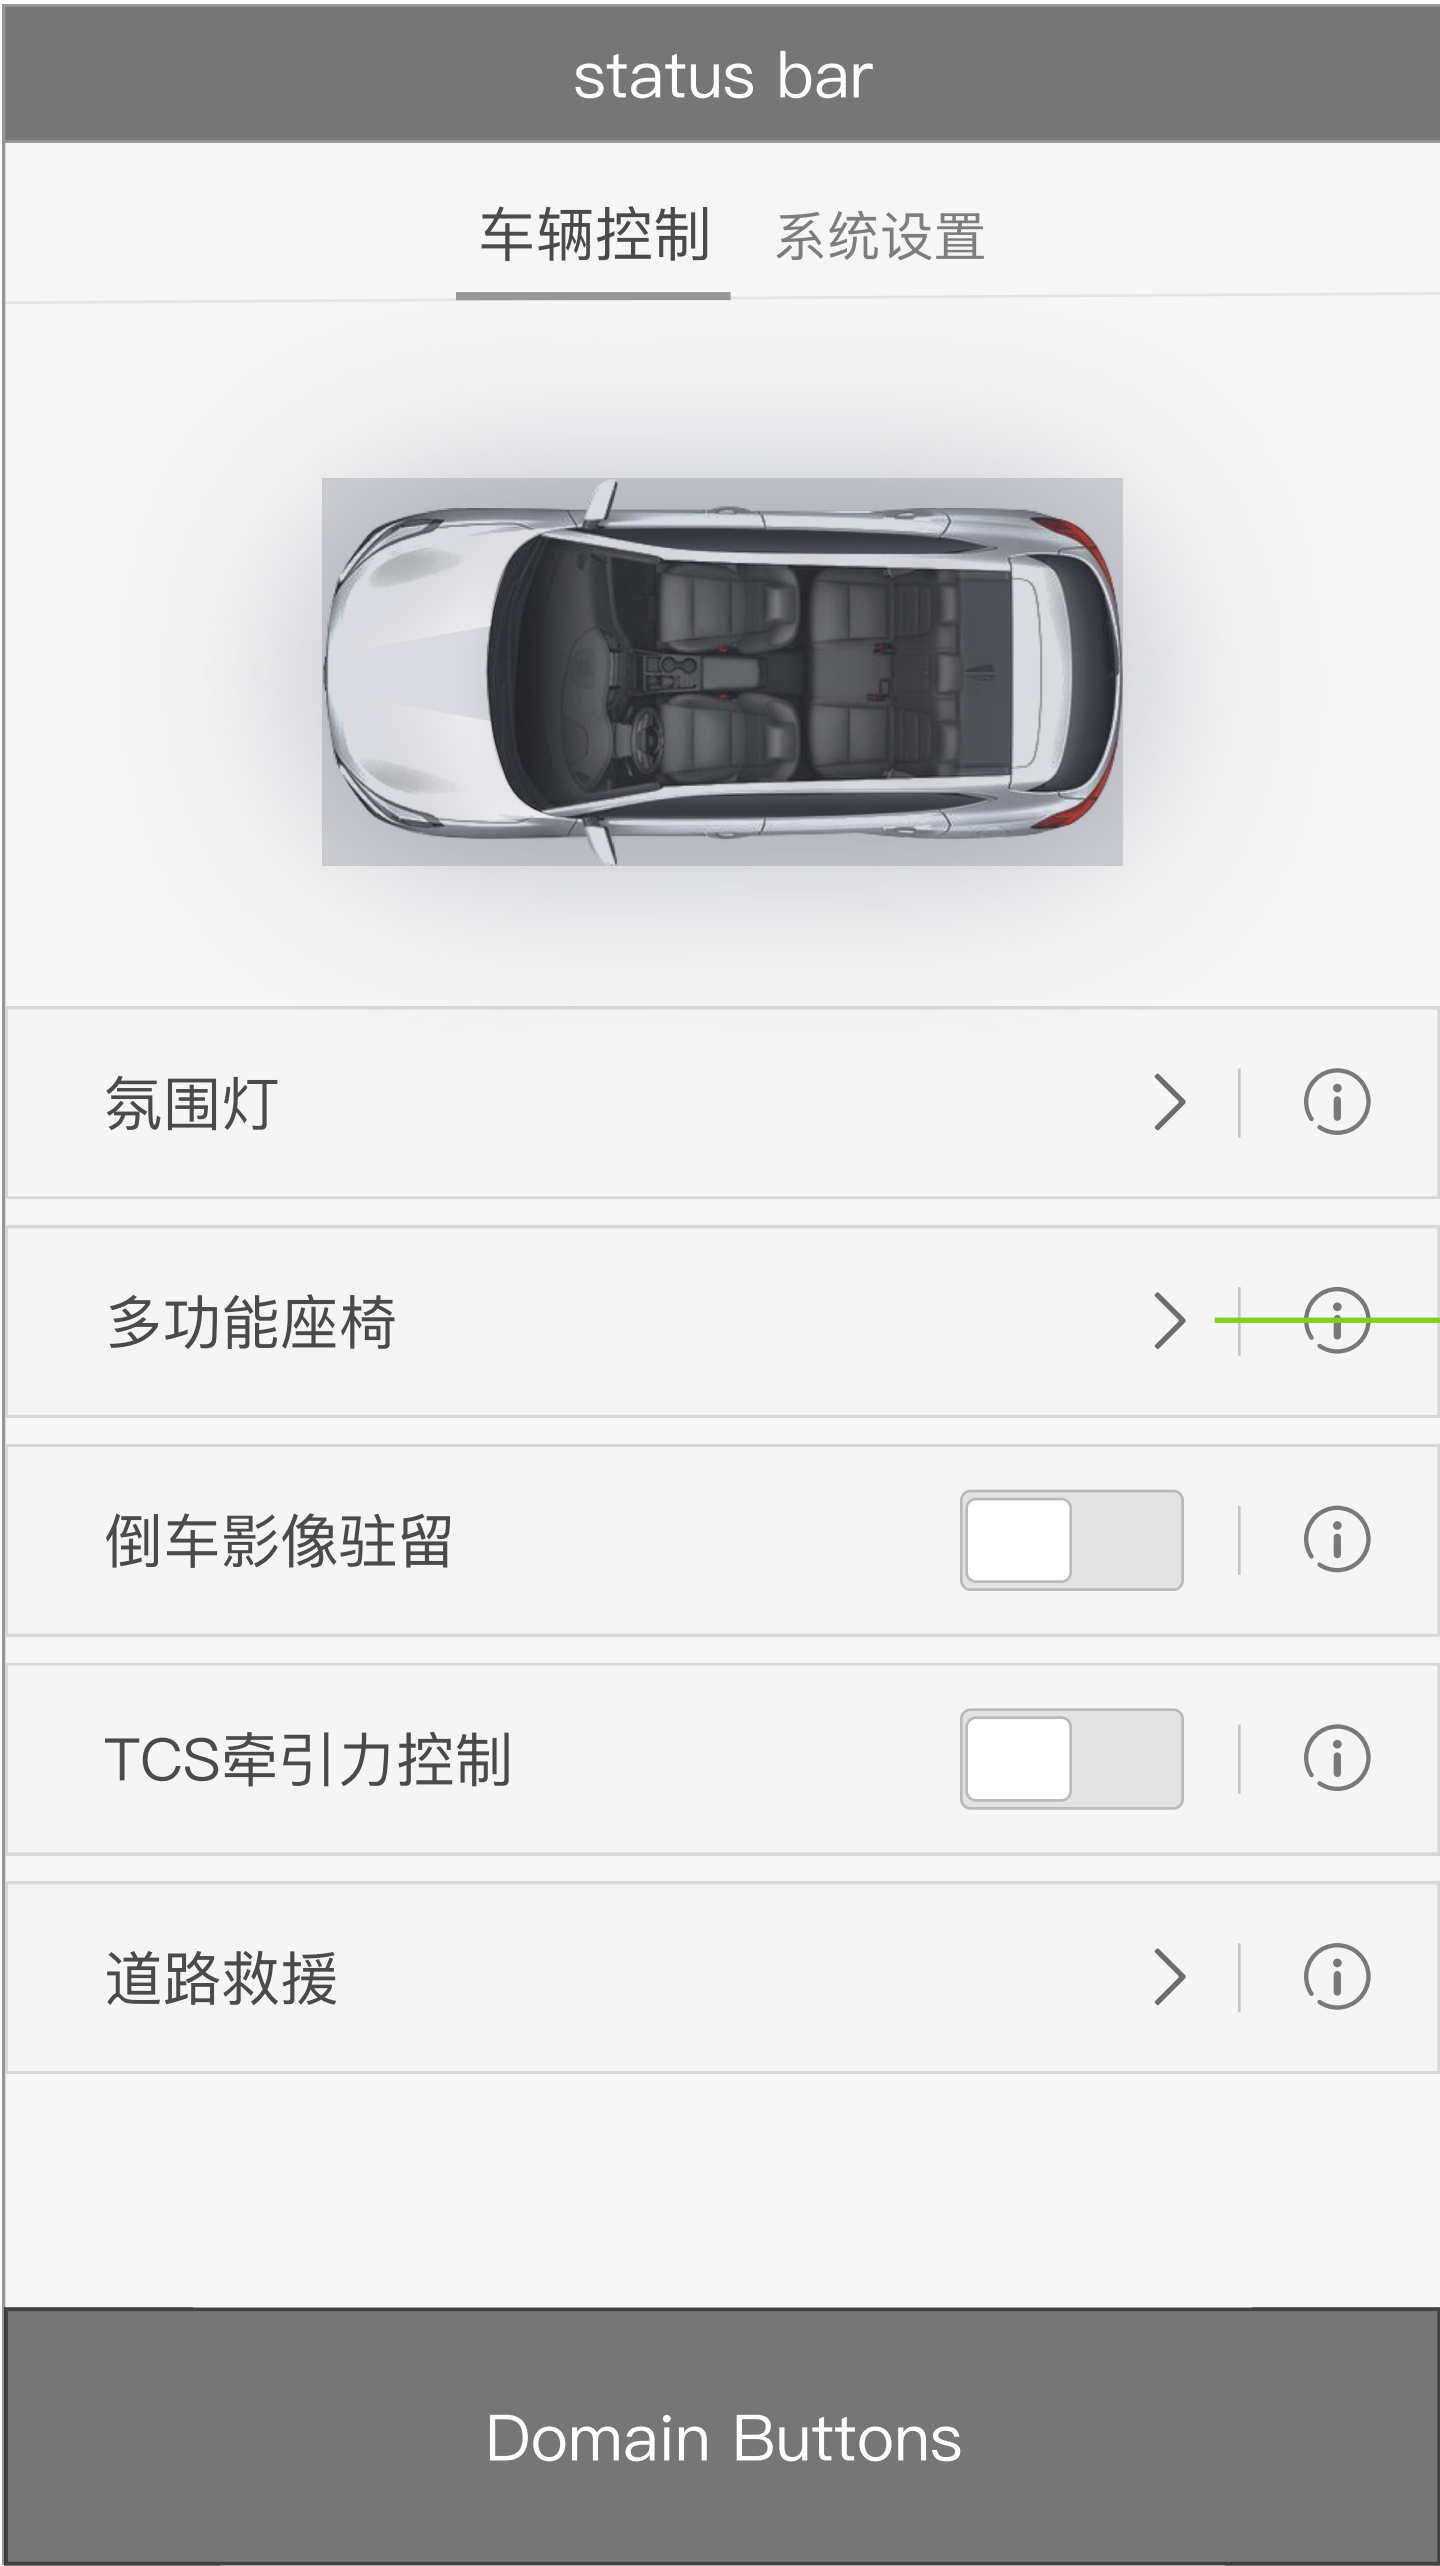 status bar
车辆控制 系统设置
氛围灯
多功能座椅
倒车影像驻留
TCS牵引力控制
道路救援
Domain Buttons